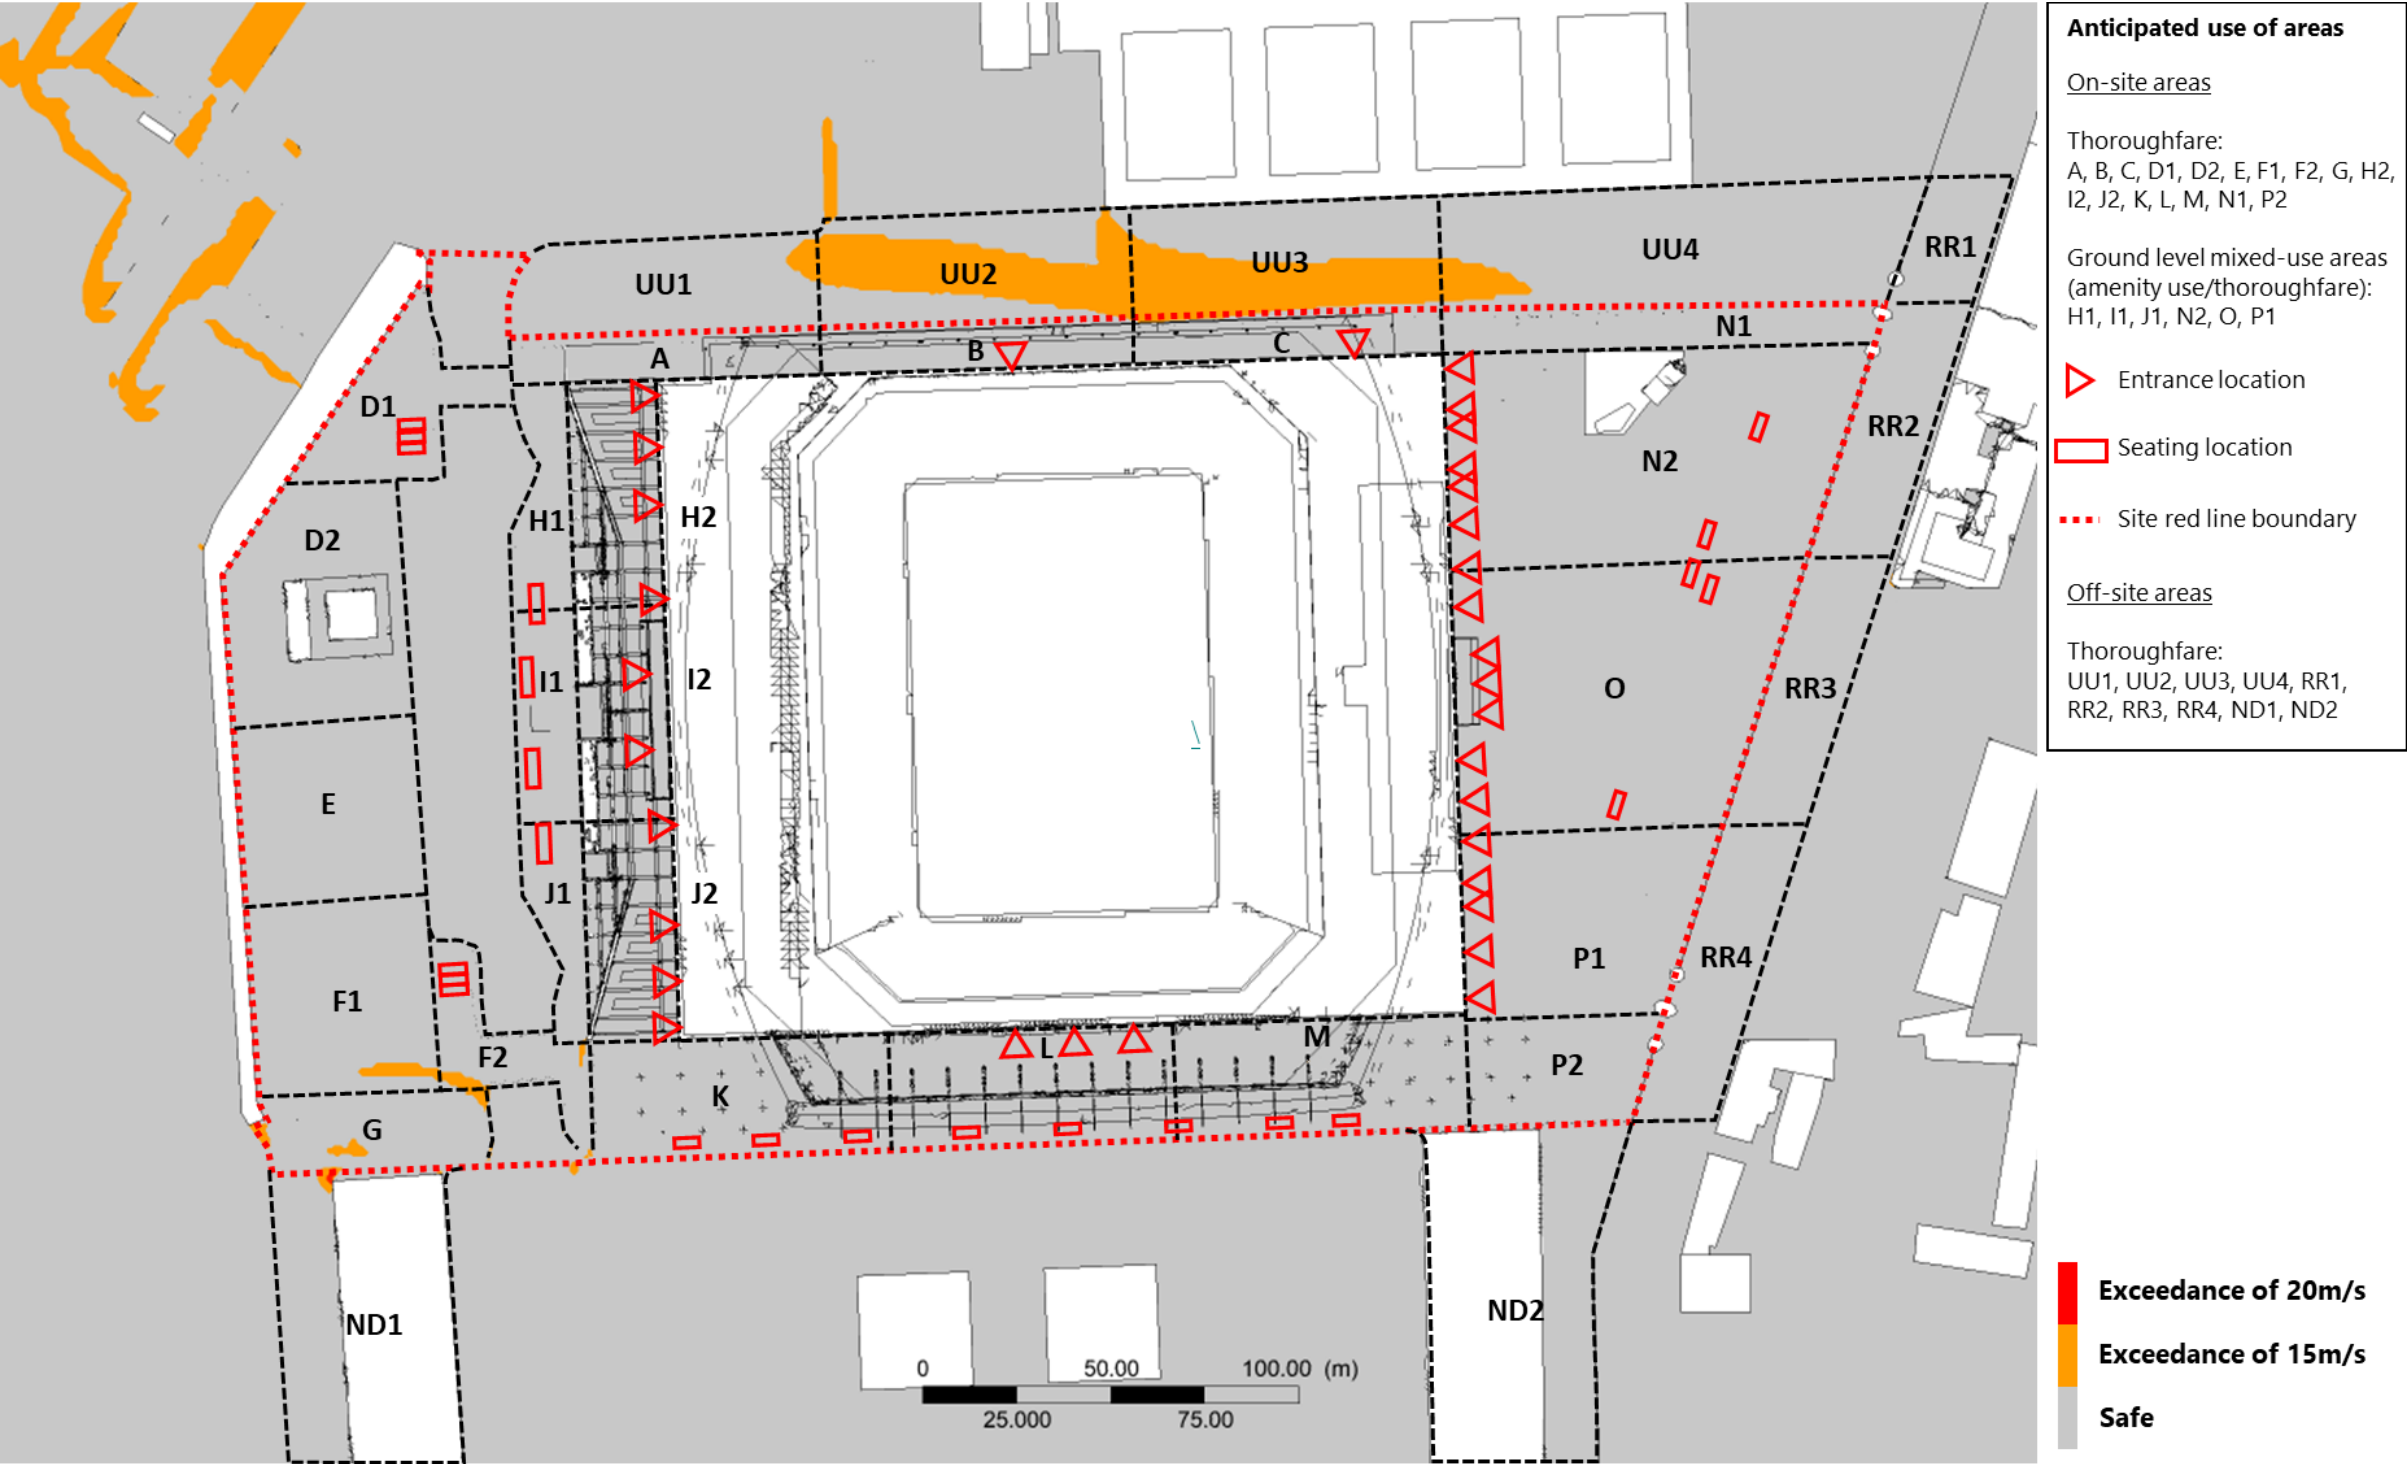 Anticipated use of areas
On-site areas
Thoroughfare:
A, B, C, D1, D2, E, F1, F2, G, H2,
I2, J2, K, L, M, N1, P2
Ground level mixed-use areas
(amenity use/thoroughfare):
H1, I1, J1, N2, O, P1
Entrance location
Seating location
Site red line boundary
Off-site areas
Thoroughfare:
UU1, UU2, UU3, UU4, RR1,
RR2, RR3, RR4, ND1, ND2
UU1
UU2
UU3
UU4
RR1
A
B
C
N1
D1
RR2
N2
H1
H2
D2
I1
I2
O
RR3
E
J1
J2
F1
P1
RR4
F2
L
M
P2
K
G
ND1
ND2
0
50.00
100.00
(m)
25.000
75.00
Exceedance of 20m/s
Exceedance of 15m/s
Safe